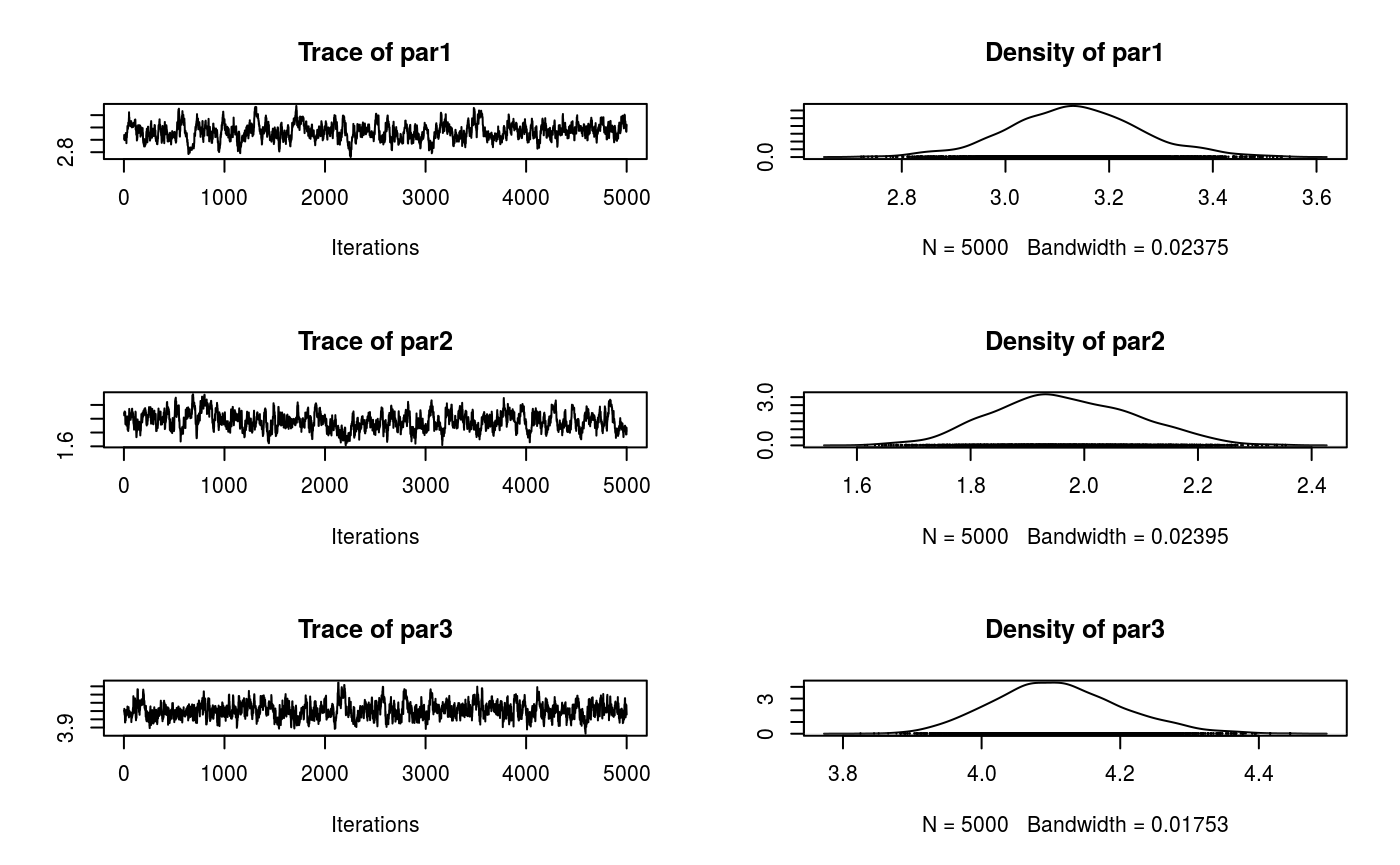 Trace of par1
2.8
0 1000 2000 3000 4000 5000
Iterations
Density of par1
0.0
2.8 3.0 3.2 3.4 3.6
N = 5000 Bandwidth = 0.02375
Trace of par2
1.6
0 1000 2000 3000 4000 5000
Iterations
Density of par2
0.0 3.0
1.6 1.8 2.0 2.2 2.4
N = 5000 Bandwidth = 0.02395
Trace of par3
3.9
0 1000 2000 3000 4000 5000
Iterations
Density of par3
0 3
3.8 4.0 4.2 4.4
N = 5000 Bandwidth = 0.01753